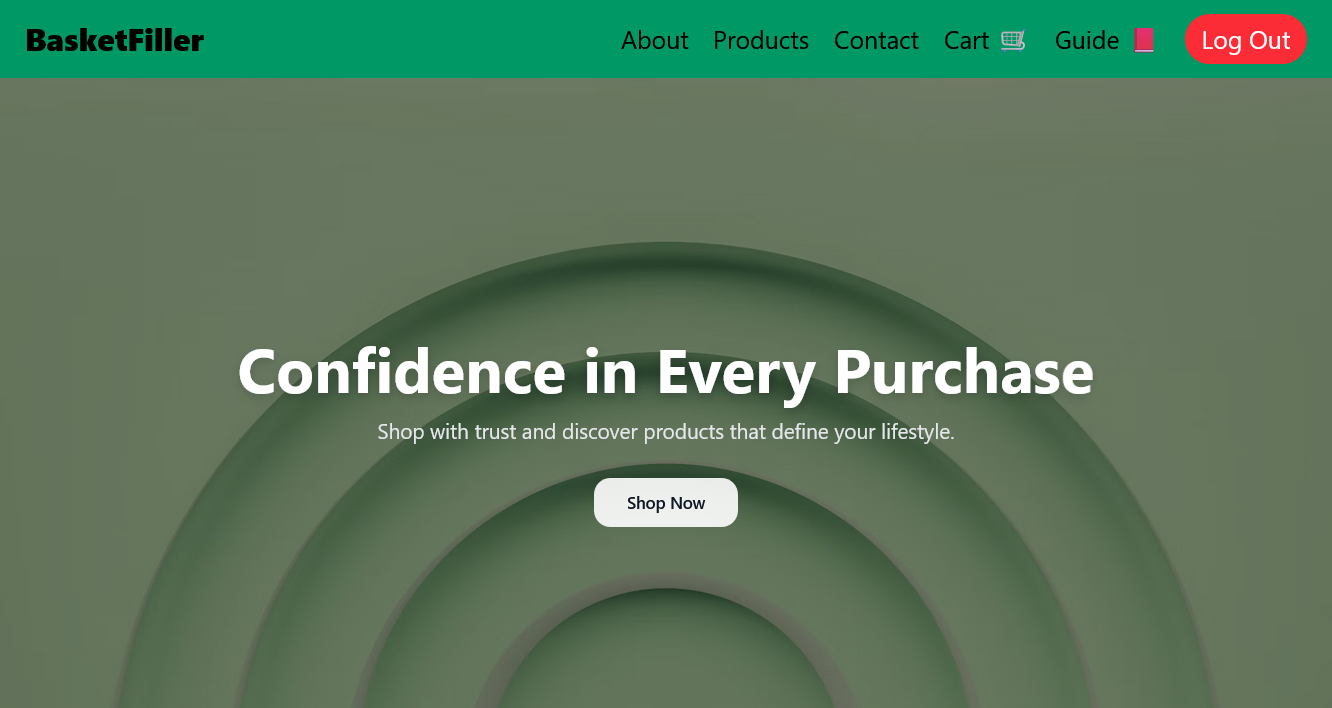 BasketFiller About Products Contact Cart 🛒 Guide 📕 Log Out
Confidence in Every Purchase
Shop with trust and discover products that define your lifestyle.
Shop Now